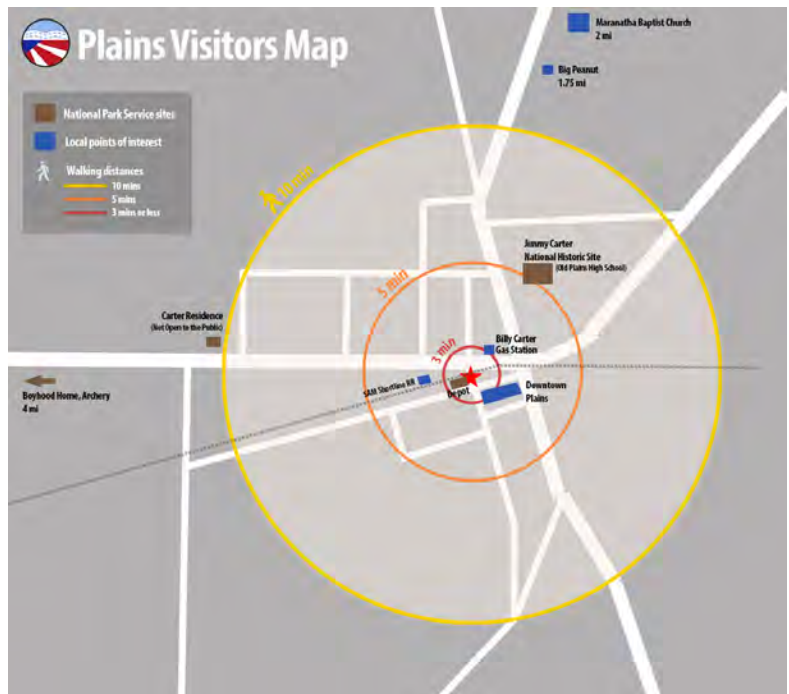 Plains Visitors Map
National Park Service sites
Local points of interest
Walking distances
10 mins
5 mins
3 mins or less
Maranatha Baptist Church
2 mi
Big Peanut
1.75 mi
10 min
Jimmy Carter
National Historic Site
(Old Plains High School)
5 min
Carter Residence
(Not Open to the Public)
Billy Carter
Gas Station
3 min
SAM Shortline RR
Depot
Downtown
Plains
Boyhood Home, Archery
4 mi